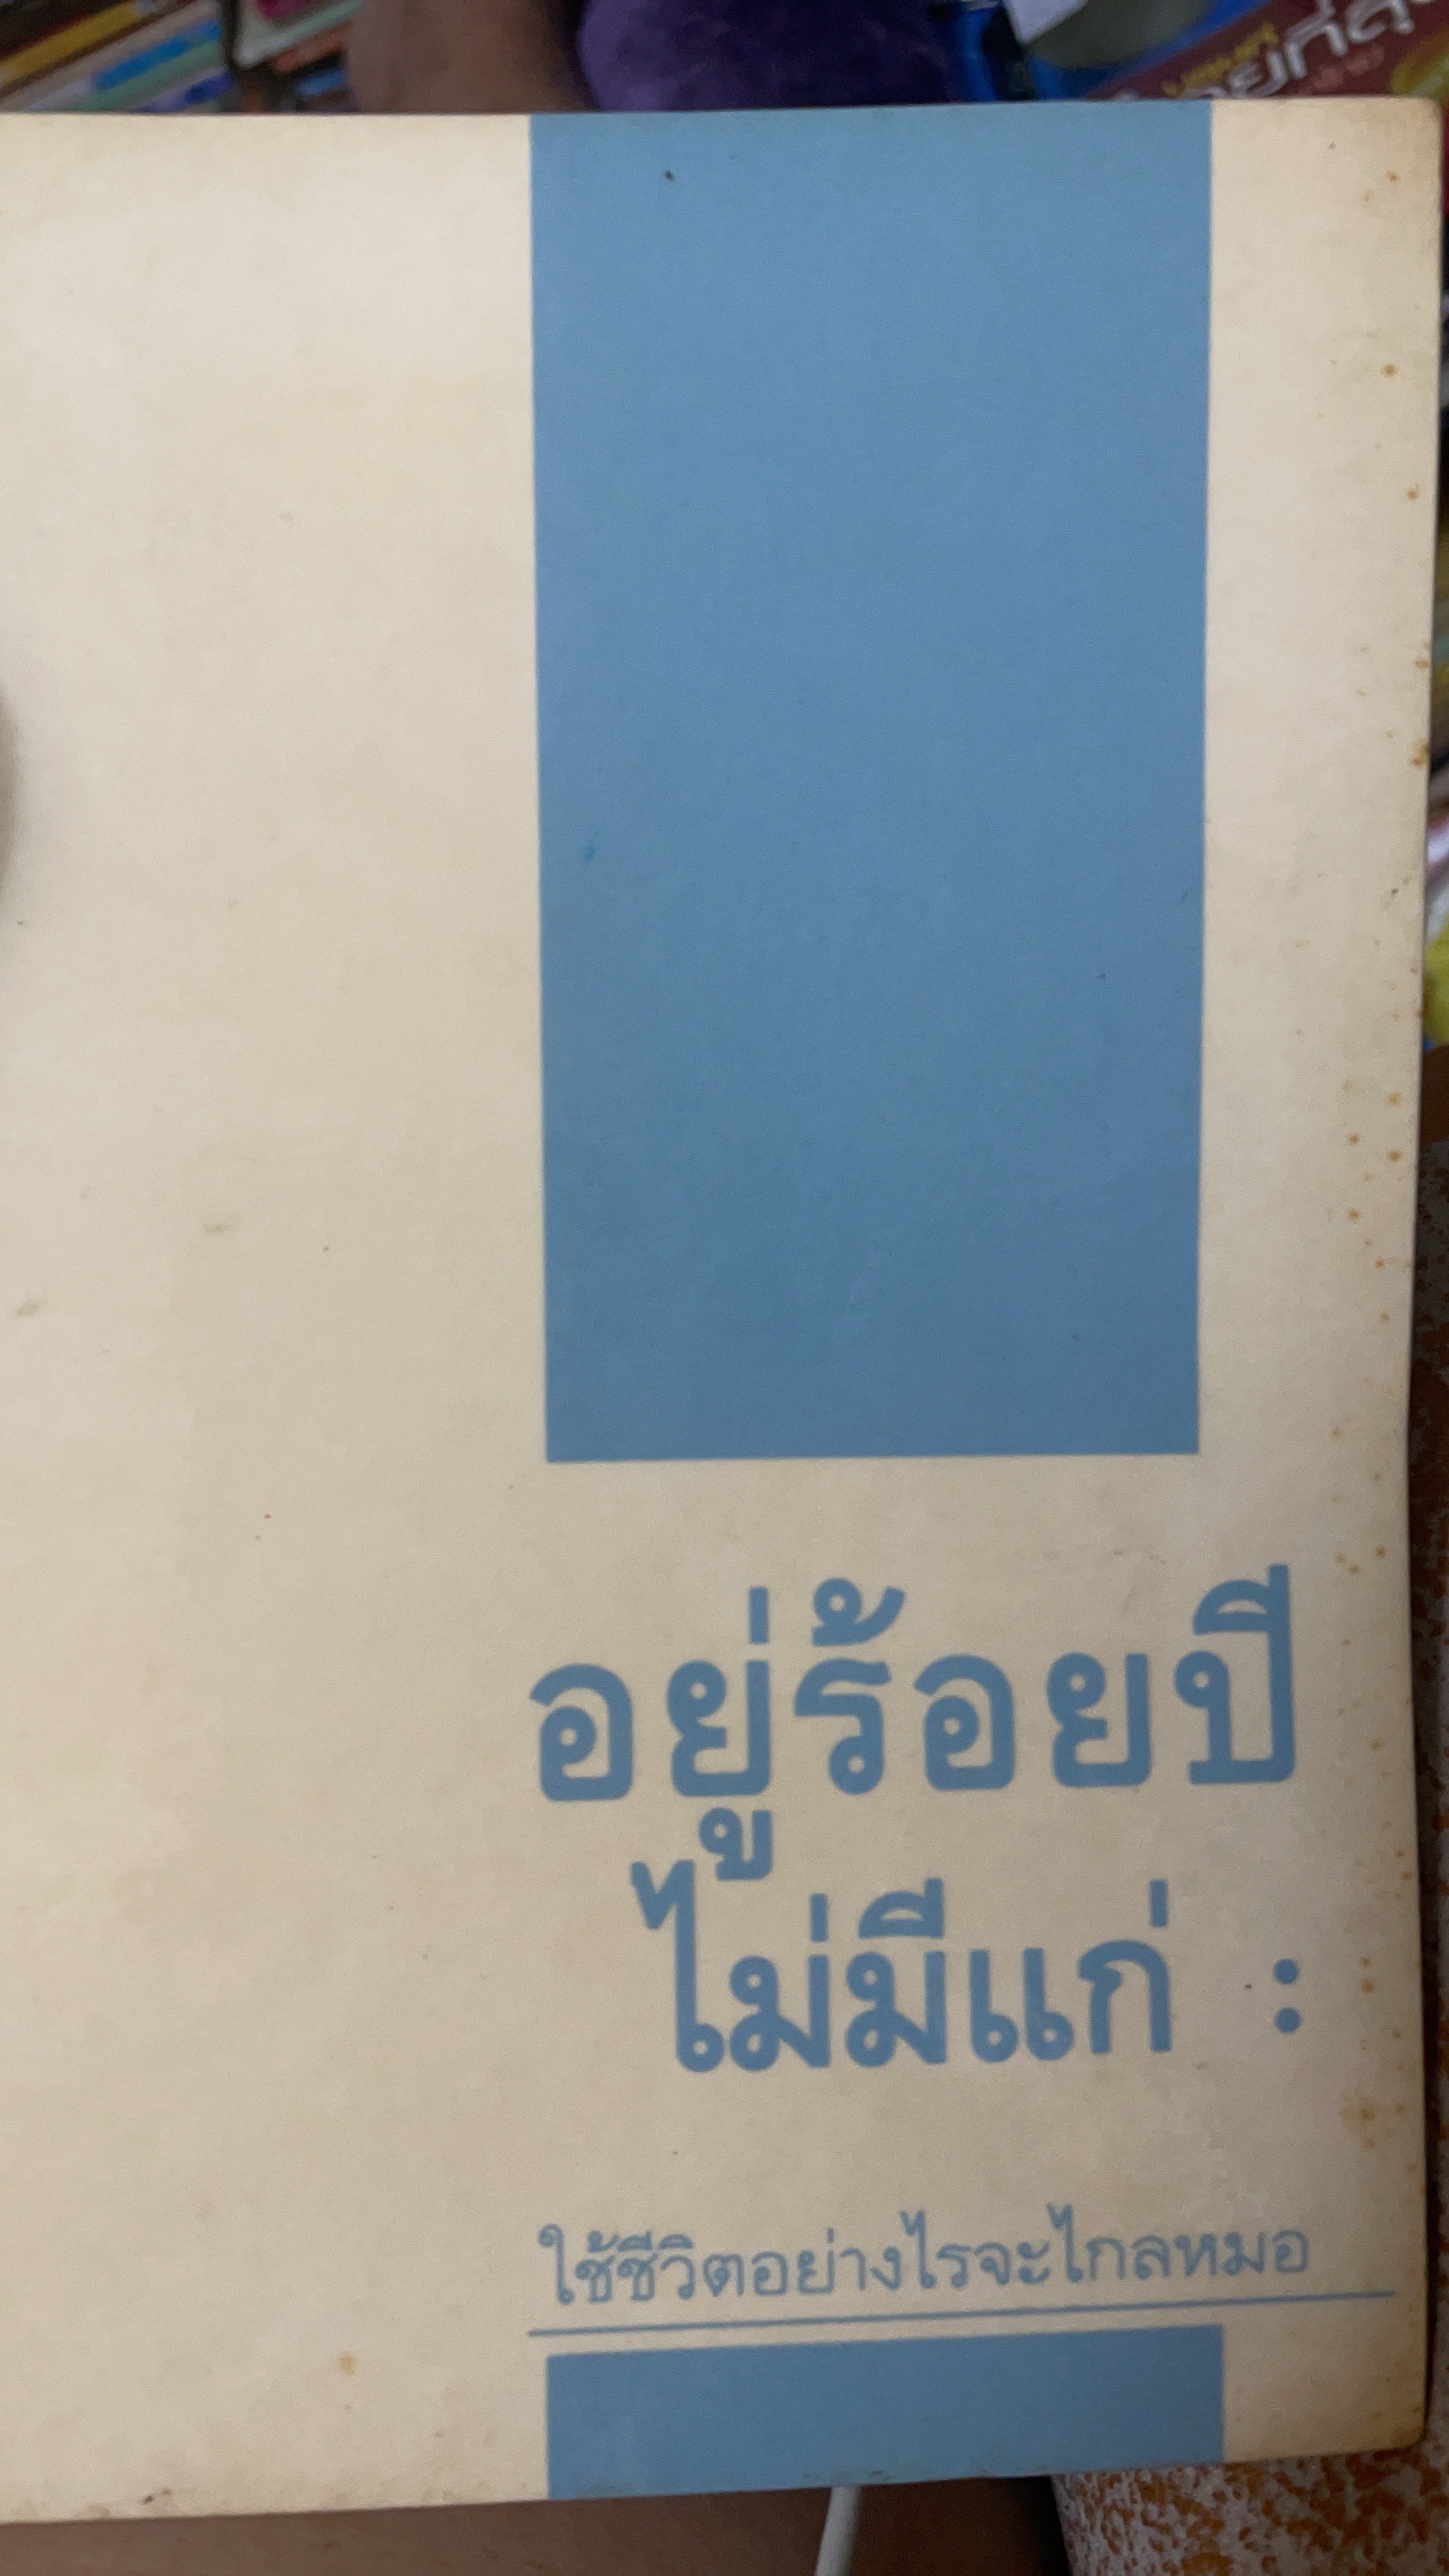 อยู่ร้อยปี
ไม่มีแก่ :
ใช้ชีวิตอย่างไรจะไกลหมอ